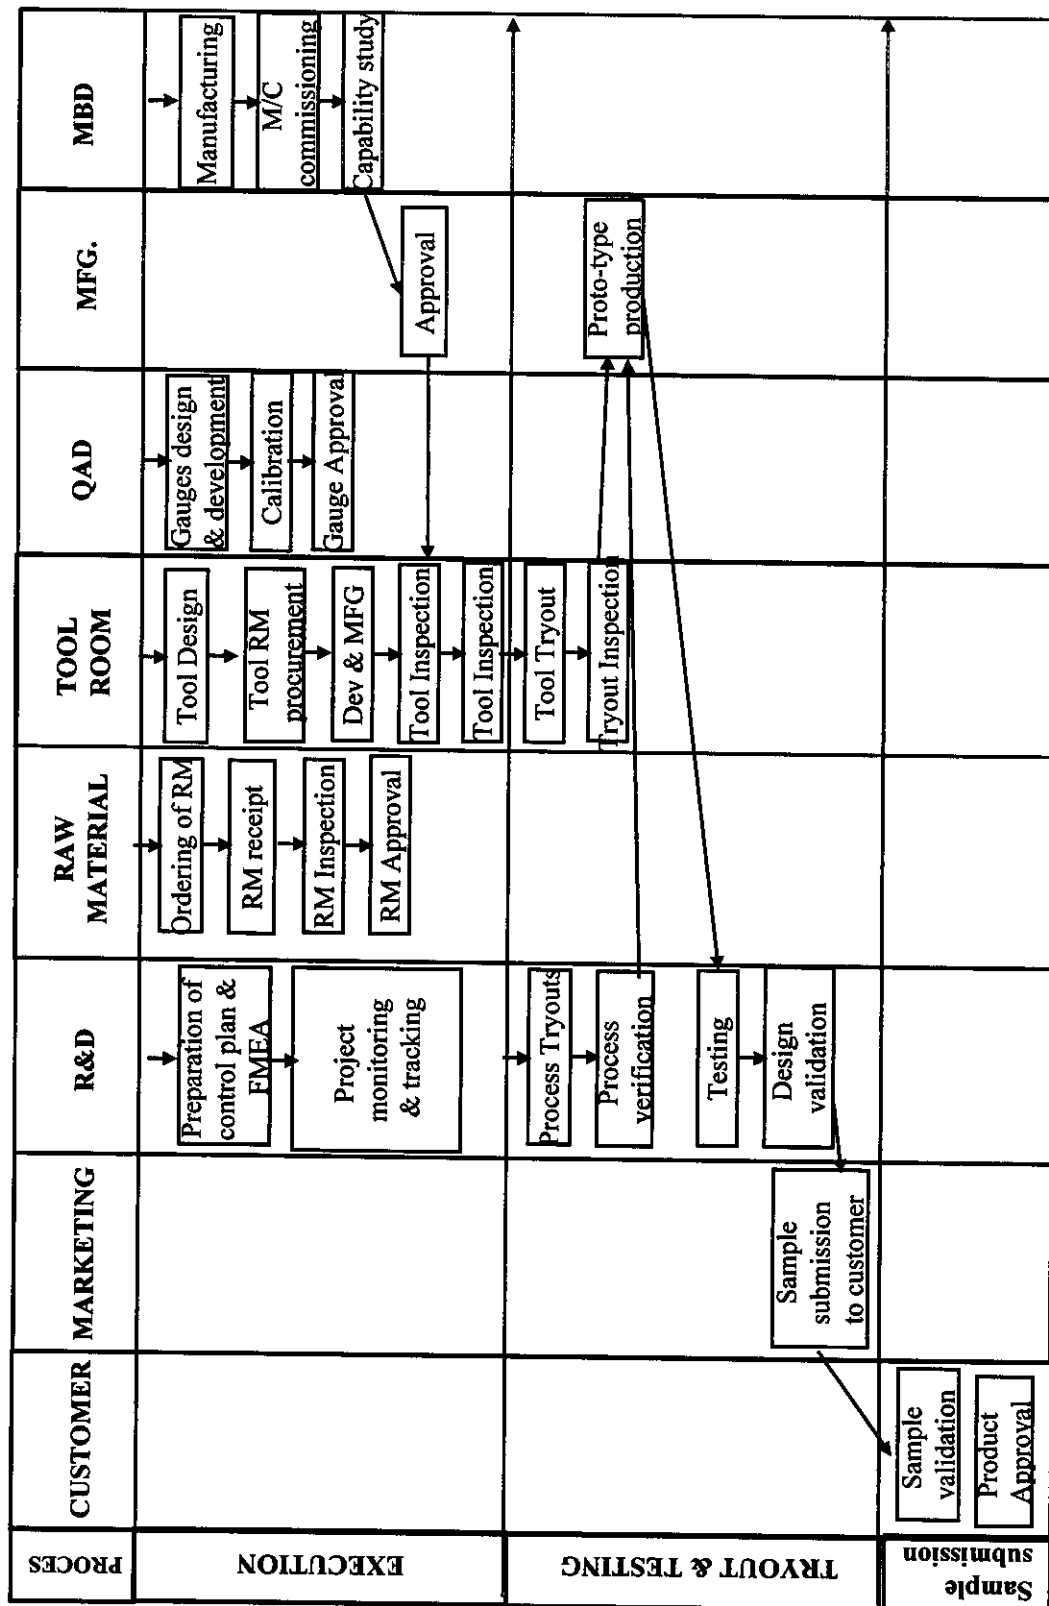 PROCES
CUSTOMER
MARKETING
R&D
RAW
MATERIAL
TOOL
ROOM
QAD
MFG.
MBD
EXECUTION
Preparation of
control plan &
FMEA
Project
monitoring
& tracking
Ordering of RM
RM receipt
RM Inspection
RM Approval
Tool Design
Tool RM
procurement
Dev & MFG
Tool Inspection
Tool Inspection
Gauges design
& development
Calibration
Gauge Approval
Approval
Manufacturing
M/C
commissioning
Capability study
TRYOUT & TESTING
Sample
submission
to customer
Process Tryouts
Process
verification
Testing
Design
validation
Tool Tryout
Tryout Inspection
Proto-type
production
Sample
submission
Sample
validation
Product
Approval